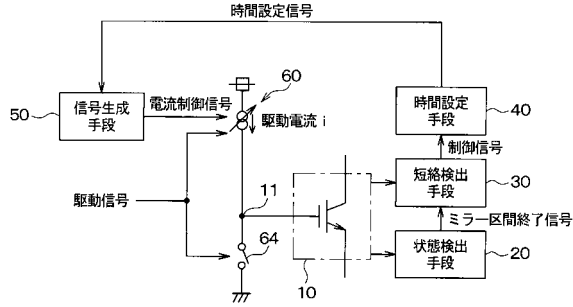 時間設定信号
50
信号生成
手段
電流制御信号
60
駆動電流 i
時間設定
手段
40
制御信号
短絡検出
手段
30
ミラー区間終了信号
状態検出
手段
20
駆動信号
11
64
10